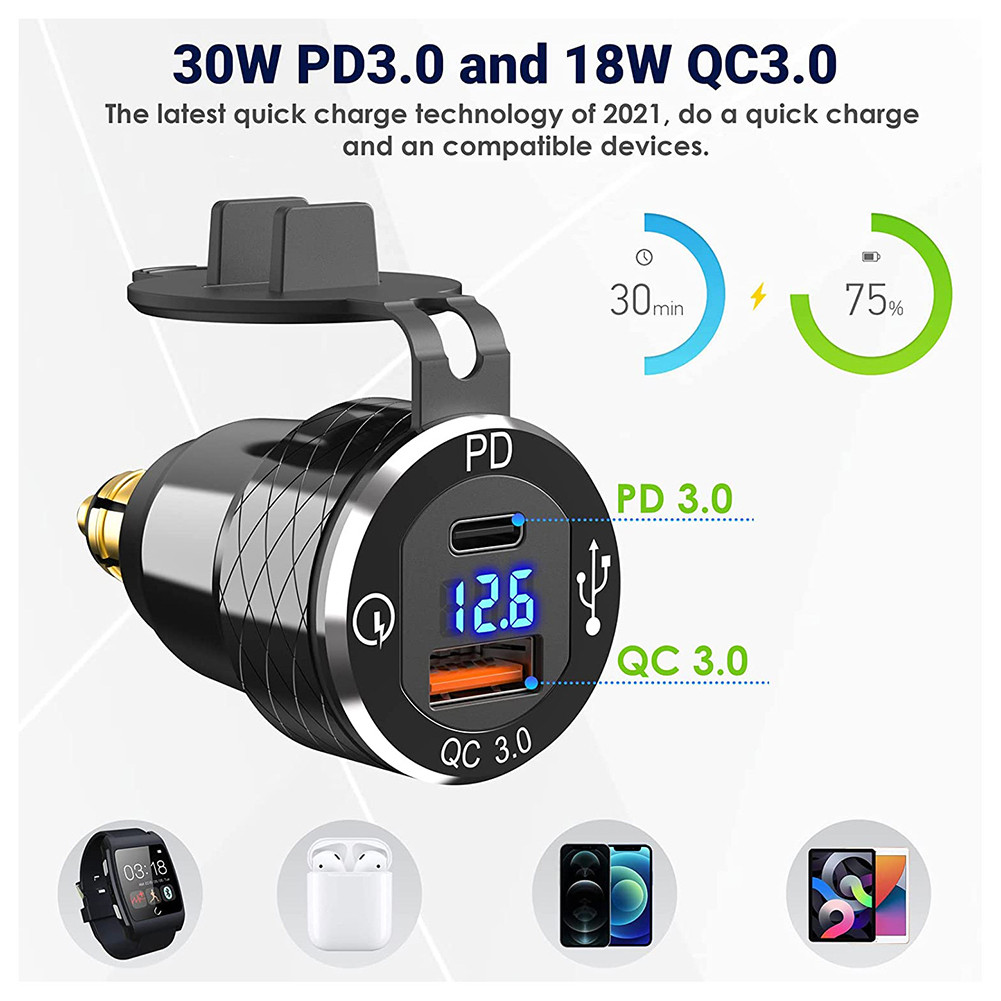 30W PD3.0 and 18W QC3.0
The latest quick charge technology of 2021, do a quick charge
and an compatible devices.
30min
75%
PD
PD 3.0
12.6
QC 3.0
QC 3.0
03:18